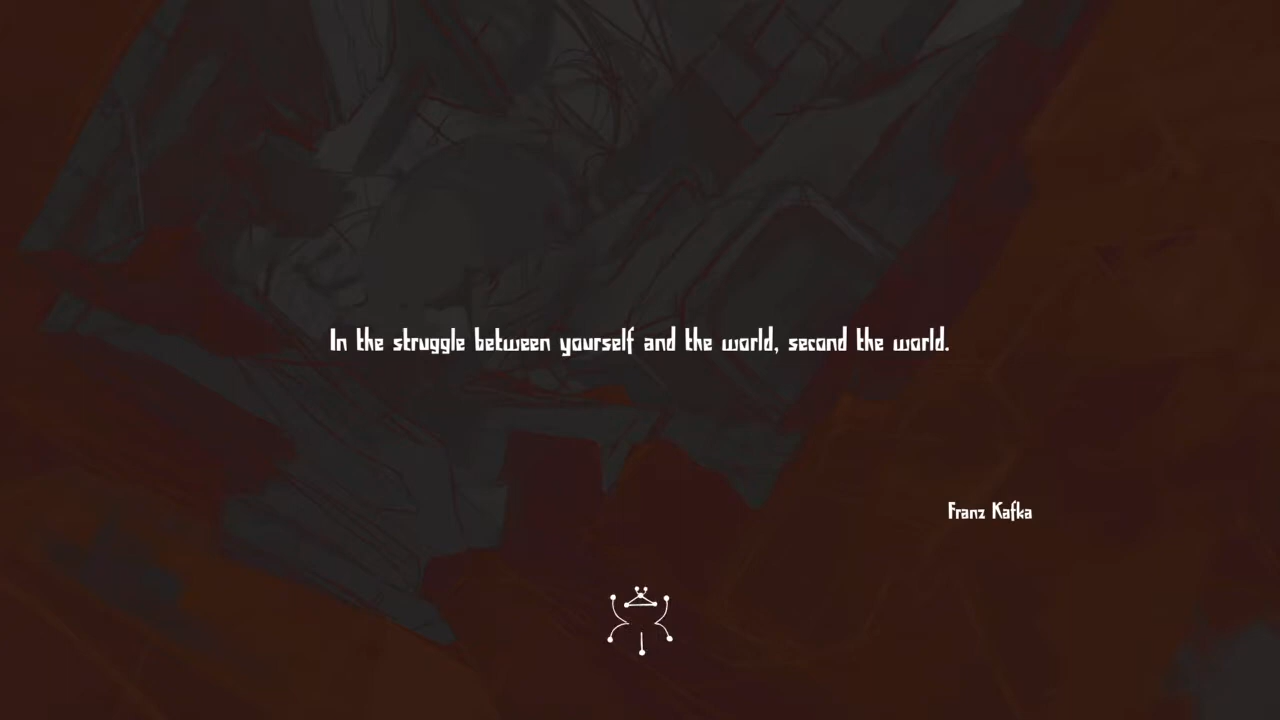 In the struggle between yourself and the world, second the world.
Franz Kafka